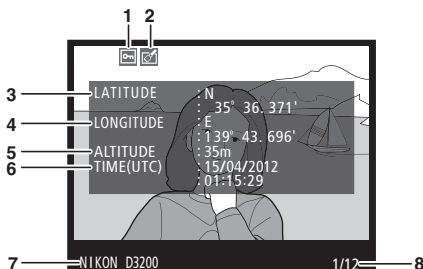 1 2
3 LATITUDE : N
: 35° 36. 371'
4 LONGITUDE : E
: 139° 43. 696'
5 ALTITUDE : 35m
6 TIME(UTC) : 15/04/2012
: 01:15:29
7 NIKON D3200 1/12 8